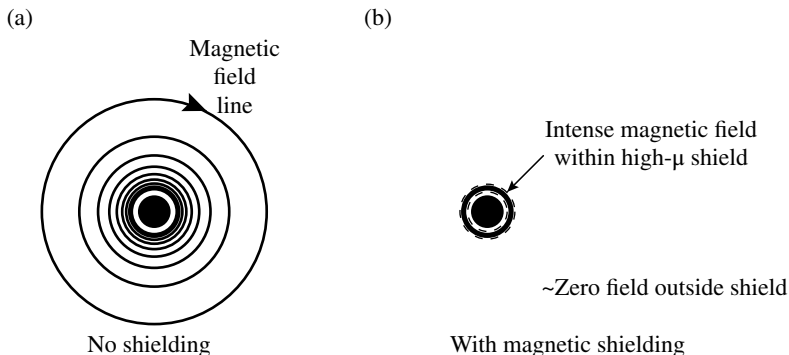 (a)
Magnetic
field
line
No shielding
(b)
Intense magnetic field
within high-μ shield
~Zero field outside shield
With magnetic shielding